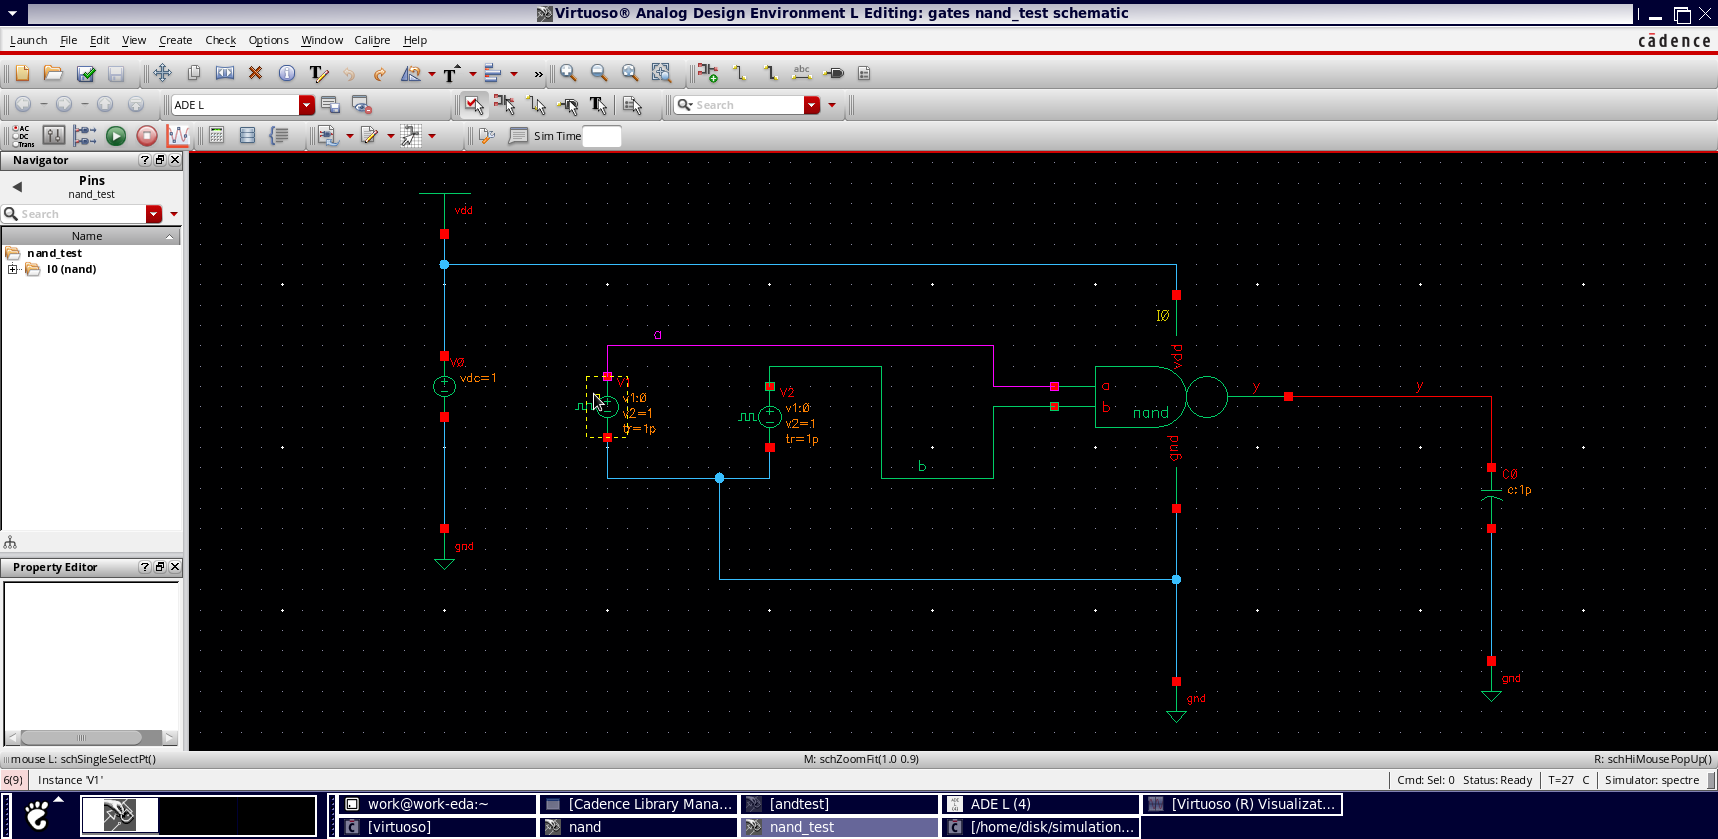 Virtuoso® Analog Design Environment L Editing: gates nand_test schematic
Launch File Edit View Create Check Options Window Calibre Help
cādence
abc
ADE L
Search
AC
DC
Trans
Sim Time
Navigator
Pins
nand_test
Search
Name
nand_test
I0 (nand)
Property Editor
vdd
V0
vdc=1
gnd
a
v1:0
v2=1
tr=1p
V2
v1:0
v2=1
tr=1p
b
I0
vdd
a
b
nand
gnd
y
y
C0
c:1p
gnd
gnd
mouse L: schSingleSelectPt()
M: schZoomFit(1.0 0.9)
R: schHiMousePopUp()
6(9) Instance 'V1'
Cmd: Sel: 0 Status: Ready T=27 C Simulator: spectre
work@work-eda:~
[Cadence Library Mana...
[andtest]
ADE L (4)
[Virtuoso (R) Visualizat...
[virtuoso]
nand
nand_test
[/home/disk/simulation...